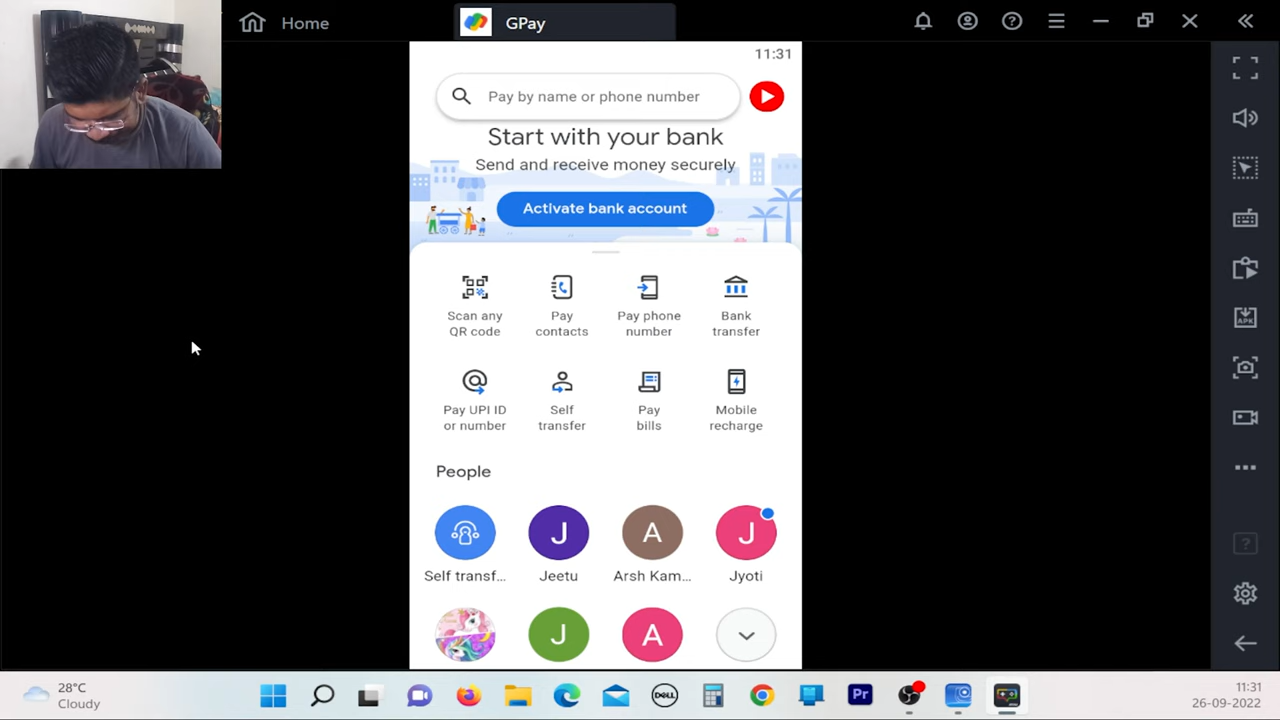 Home
GPay
11:31
Pay by name or phone number
Start with your bank
Send and receive money securely
Activate bank account
Scan any
QR code
Pay
contacts
Pay phone
number
Bank
transfer
Pay UPI ID
or number
Self
transfer
Pay
bills
Mobile
recharge
People
J
A
J
Self transf...
Jeetu
Arsh Kam...
Jyoti
J
A
APK
28°C
Cloudy
DELL
Pr
11:31
26-09-2022